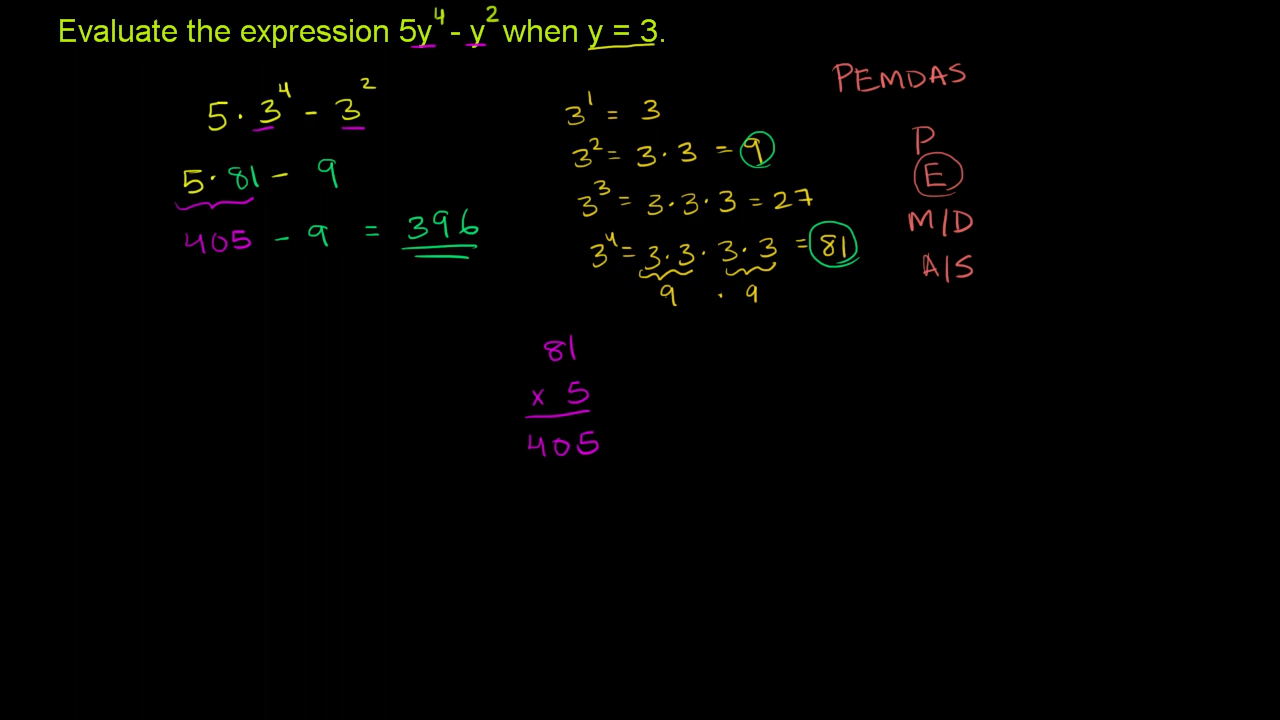 Evaluate the expression 5y⁴ - y² when y = 3.
5 · 3⁴ - 3²
5 · 81 - 9
405 - 9 = 396
3¹ = 3
3² = 3 · 3 = 9
3³ = 3 · 3 · 3 = 27
3⁴ = 3 · 3 · 3 · 3 = 81
9 · 9
81
x 5
405
PEMDAS
P
E
M/D
A/S